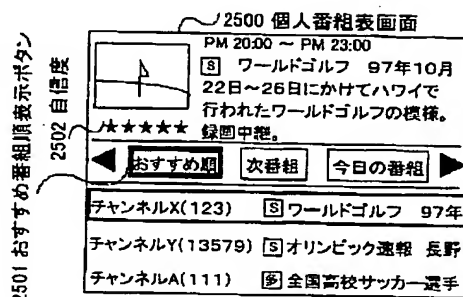 2500 個人番組表画面
2501 おすすめ番組順表示ボタン
2502 自信度
PM 20:00 ～ PM 23:00
S ワールドゴルフ 97年10月
22日～26日にかけてハワイで
行われたワールドゴルフの模様。
録画中継。
★★★★★
おすすめ順 次番組 今日の番組
チャンネルX(123) S ワールドゴルフ 97年
チャンネルY(13579) S オリンピック速報 長野
チャンネルA(111) 多 全国高校サッカー選手